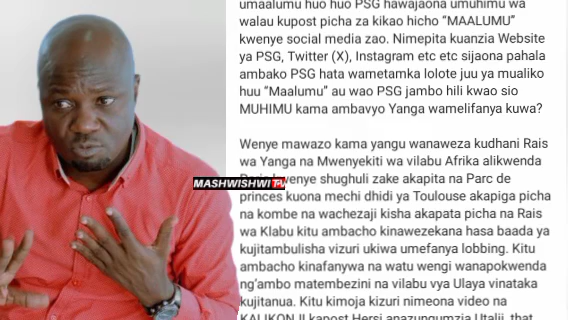 umaalumu huo huo PSG hawajaona umuhimu wa
walau kupost picha za kikao hicho “MAALUMU”
kwenye social media zao. Nimepita kuanzia Website
ya PSG, Twitter (X), Instagram etc etc sijaona pahala
ambako PSG hata wametamka lolote juu ya mualiko
huu “Maalumu” au wao PSG jambo hili kwao sio
MUHIMU kama ambavyo Yanga wamelifanya kuwa?
Wenye mawazo kama yangu wanaweza kudhani Rais
wa Yanga na Mwenyekiti wa vilabu Afrika alikwenda
kwenye shughuli zake akapita na Parc de
MASHWISHWI TV
princes kuona mechi dhidi ya Toulouse akapiga picha
na kombe na wachezaji kisha akapata picha na Rais
wa Klabu kitu ambacho kinawezekana hasa baada ya
kujitambulisha vizuri ukiwa umefanya lobbing. Kitu
ambacho kinafanywa na watu wengi wanapokwenda
ng’ambo matembezini na vilabu vya Ulaya vinataka
kujitanua. Kitu kimoja kizuri nimeona video na
kapost Hersi anazungumzia Utalii, that